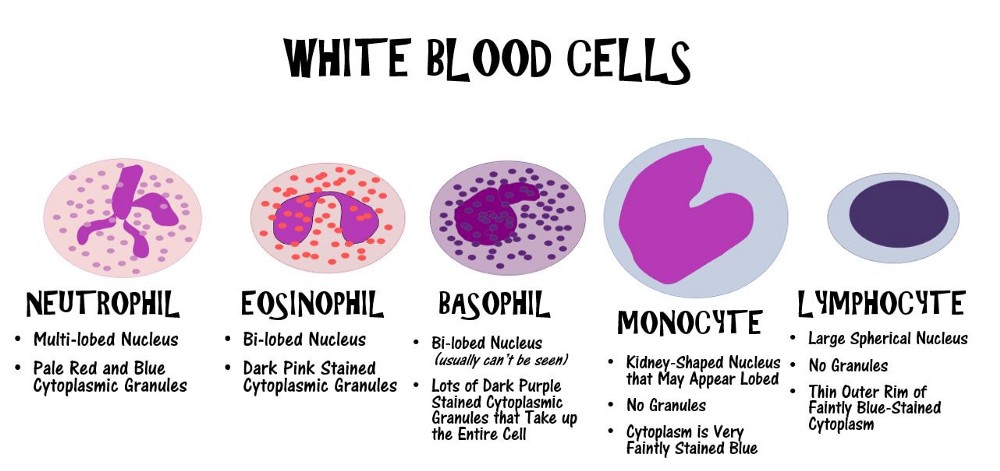 WHITE BLOOD CELLS
NEUTROPHIL
• Multi-lobed Nucleus
• Pale Red and Blue
Cytoplasmic Granules
EOSINOPHIL
• Bi-lobed Nucleus
• Dark Pink Stained
Cytoplasmic Granules
BASOPHIL
• Bi-lobed Nucleus
(usually can't be seen)
• Lots of Dark Purple
Stained Cytoplasmic
Granules that Take up
the Entire Cell
MONOCYTE
• Kidney-Shaped Nucleus
that May Appear Lobed
• No Granules
• Cytoplasm is Very
Faintly Stained Blue
LYMPHOCYTE
• Large Spherical Nucleus
• No Granules
• Thin Outer Rim of
Faintly Blue-Stained
Cytoplasm